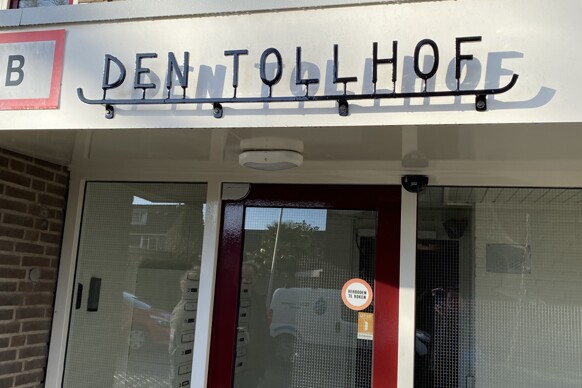 B
DEN TOLLHOF
VERBODEN
TE ROKEN